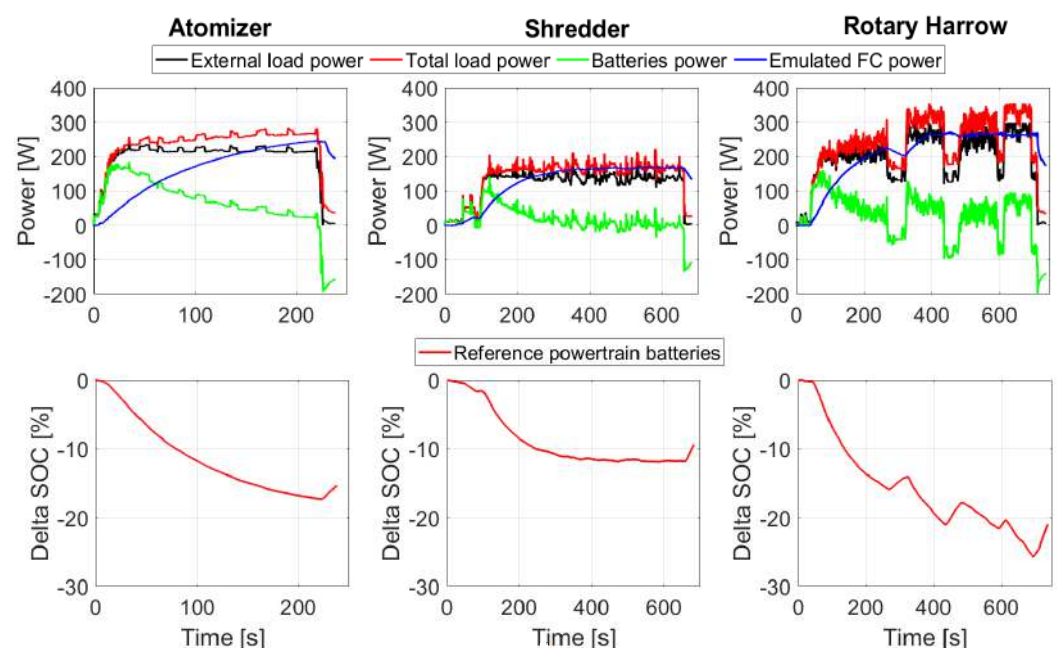 Atomizer Shredder Rotary Harrow
External load power Total load power Batteries power Emulated FC power
400 400 400
300 300 300
200 200 200
100 100 100
0 0 0
-100 -100 -100
-200 -200 -200
Power [W] Power [W] Power [W]
0 100 200 0 200 400 600 0 200 400 600
Reference powertrain batteries
0 0 0
-10 -10 -10
-20 -20 -20
-30 -30 -30
Delta SOC [%] Delta SOC [%] Delta SOC [%]
0 100 200 0 200 400 600 0 200 400 600
Time [s] Time [s] Time [s]